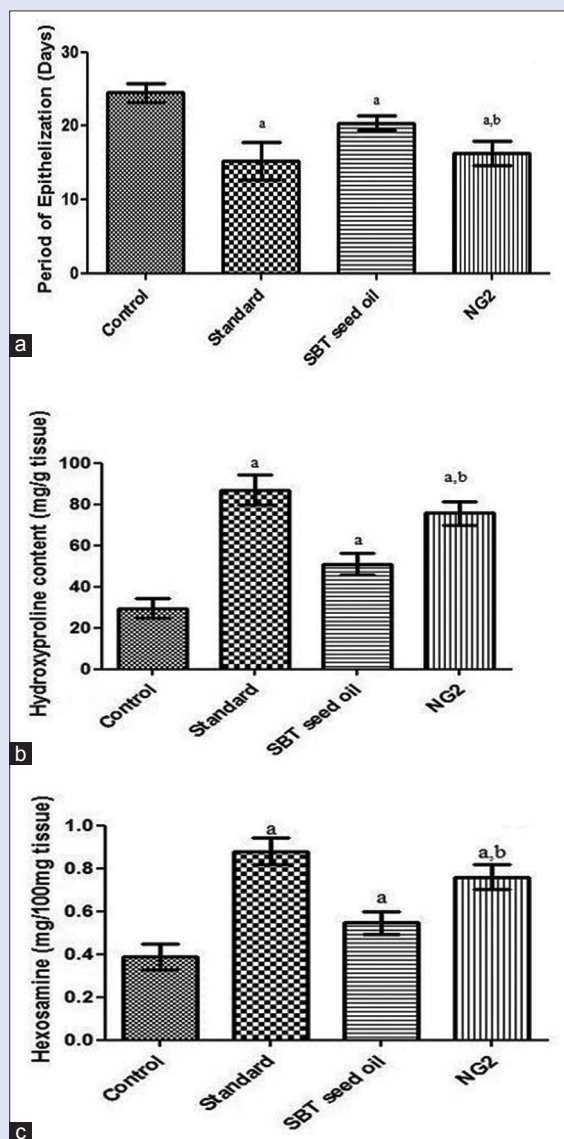 30
20
10
0
Period of Epithelization (Days)
a
a
a,b
Control
Standard
SBT seed oil
NG2
a
100
80
60
40
20
0
Hydroxyproline content (mg/g tissue)
a
a
a,b
Control
Standard
SBT seed oil
NG2
b
1.0
0.8
0.6
0.4
0.2
0.0
Hexosamine (mg/100mg tissue)
a
a
a,b
Control
Standard
SBT seed oil
NG2
c